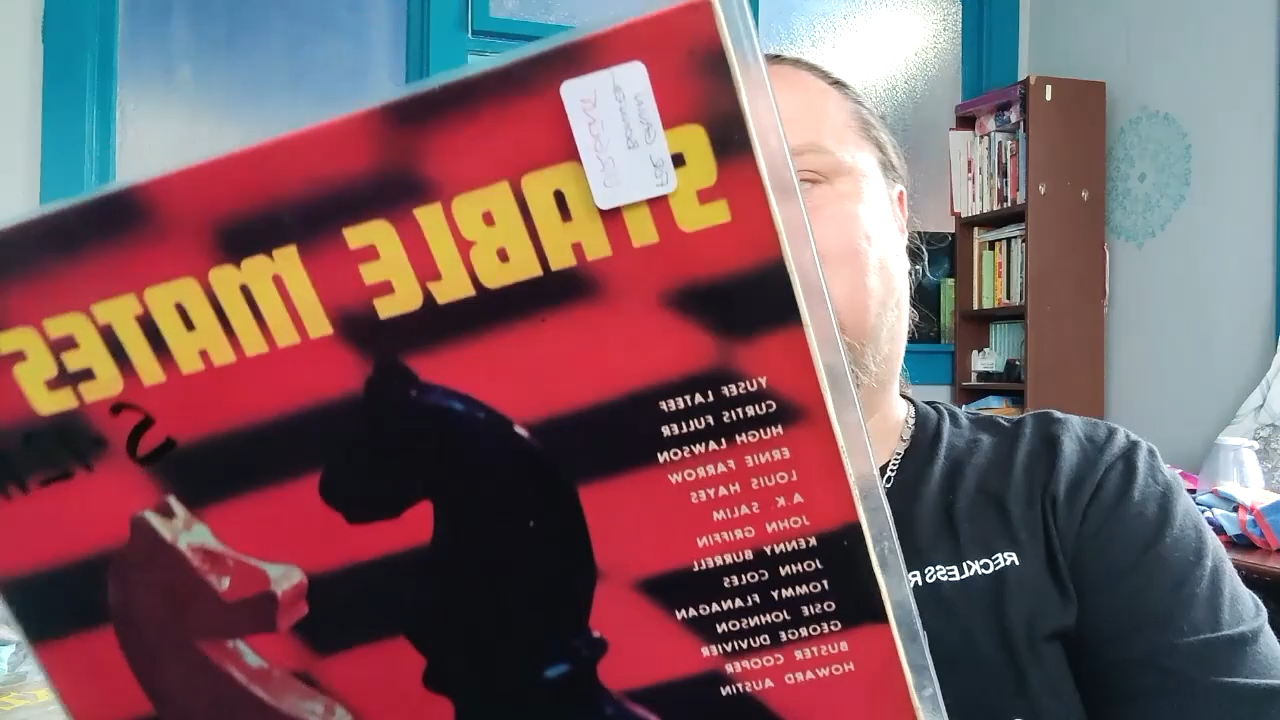 STABLE MATES
YUSEF LATEEF
CURTIS FULLER
HUGH LAWSON
ERNIE FARROW
LOUIS HAYES
A.K. SALIM
JOHN GRIFFIN
KENNY BURRELL
JOHN COLES
TOMMY FLANAGAN
OSIE JOHNSON
GEORGE DUVIVIER
BUSTER COOPER
HOWARD AUSTIN
RECKLESS R